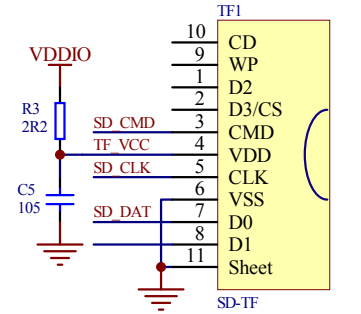 TF1
10 CD
VDDIO
9 WP
1 D2
R3
2R2
2 D3/CS
SD_CMD 3 CMD
TF_VCC 4 VDD
SD_CLK 5 CLK
C5
105
6 VSS
SD_DAT 7 D0
8 D1
11 Sheet
SD-TF